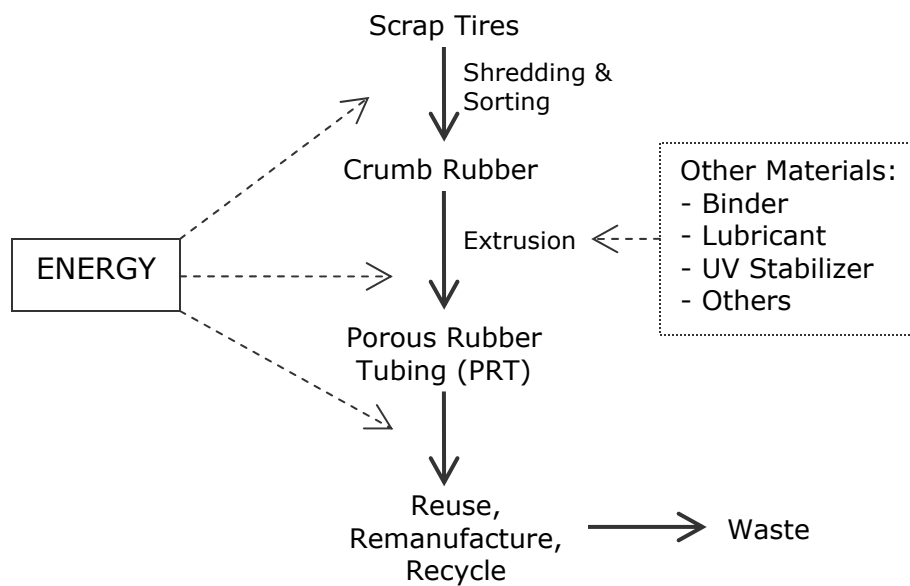 Scrap Tires
Shredding &
Sorting
Crumb Rubber
Other Materials:
- Binder
- Lubricant
- UV Stabilizer
- Others
Extrusion
ENERGY
Porous Rubber
Tubing (PRT)
Reuse,
Remanufacture,
Recycle
Waste